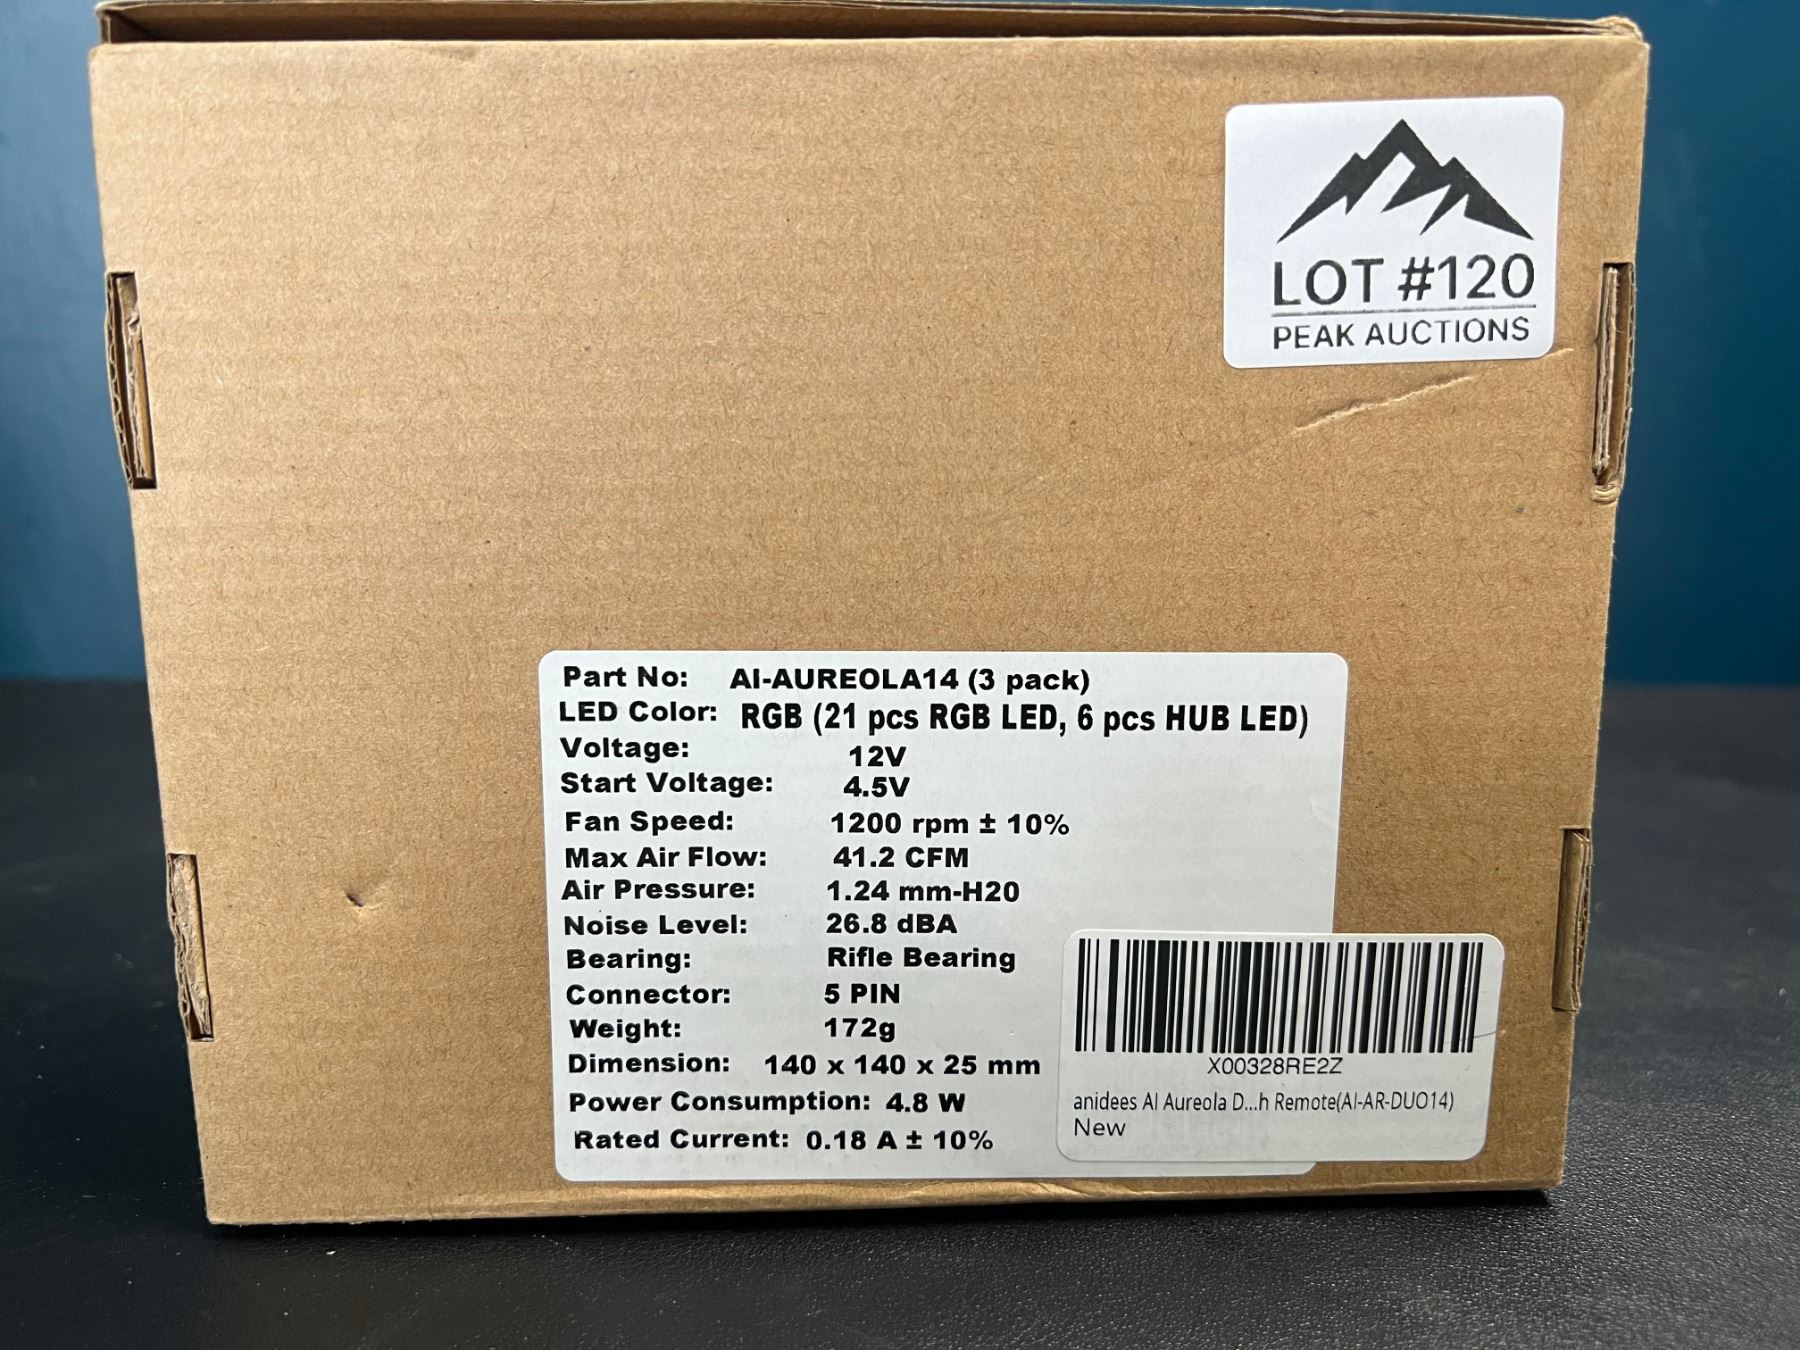 LOT #120
PEAK AUCTIONS
Part No: AI-AUREOLA14 (3 pack)
LED Color: RGB (21 pcs RGB LED, 6 pcs HUB LED)
Voltage: 12V
Start Voltage: 4.5V
Fan Speed: 1200 rpm ± 10%
Max Air Flow: 41.2 CFM
Air Pressure: 1.24 mm-H20
Noise Level: 26.8 dBA
Bearing: Rifle Bearing
Connector: 5 PIN
Weight: 172g
Dimension: 140 x 140 x 25 mm
Power Consumption: 4.8 W
Rated Current: 0.18 A ± 10%
X00328RE2Z
anidees AI Aureola D...h Remote(AI-AR-DUO14)
New